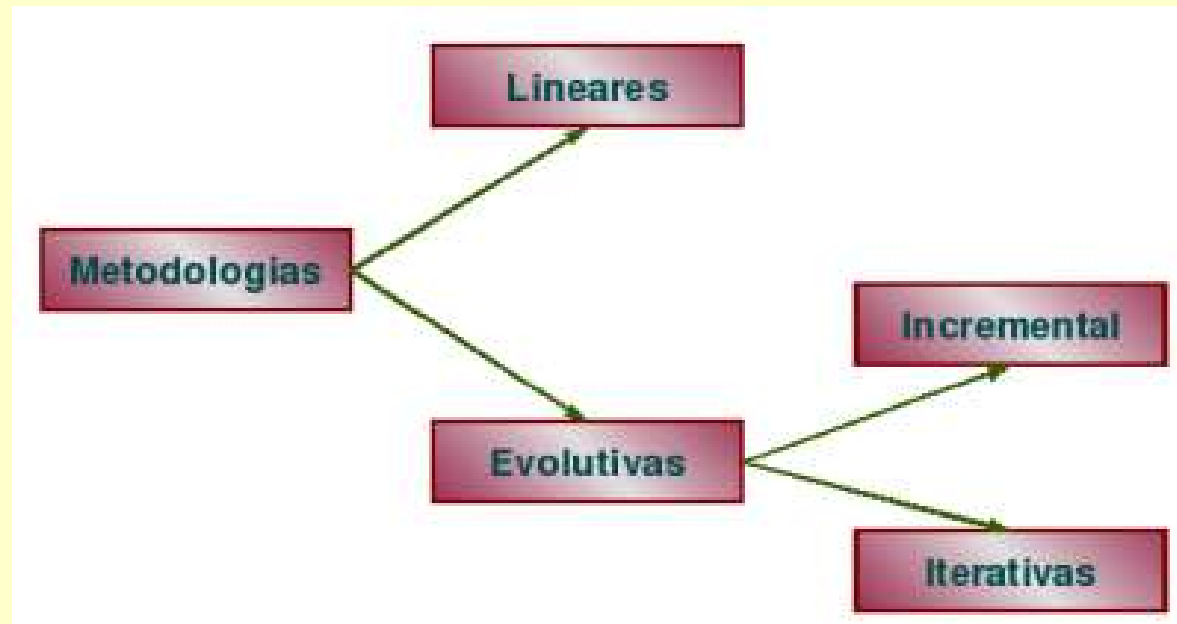 Lineares
Metodologias
Incremental
Evolutivas
Iterativas